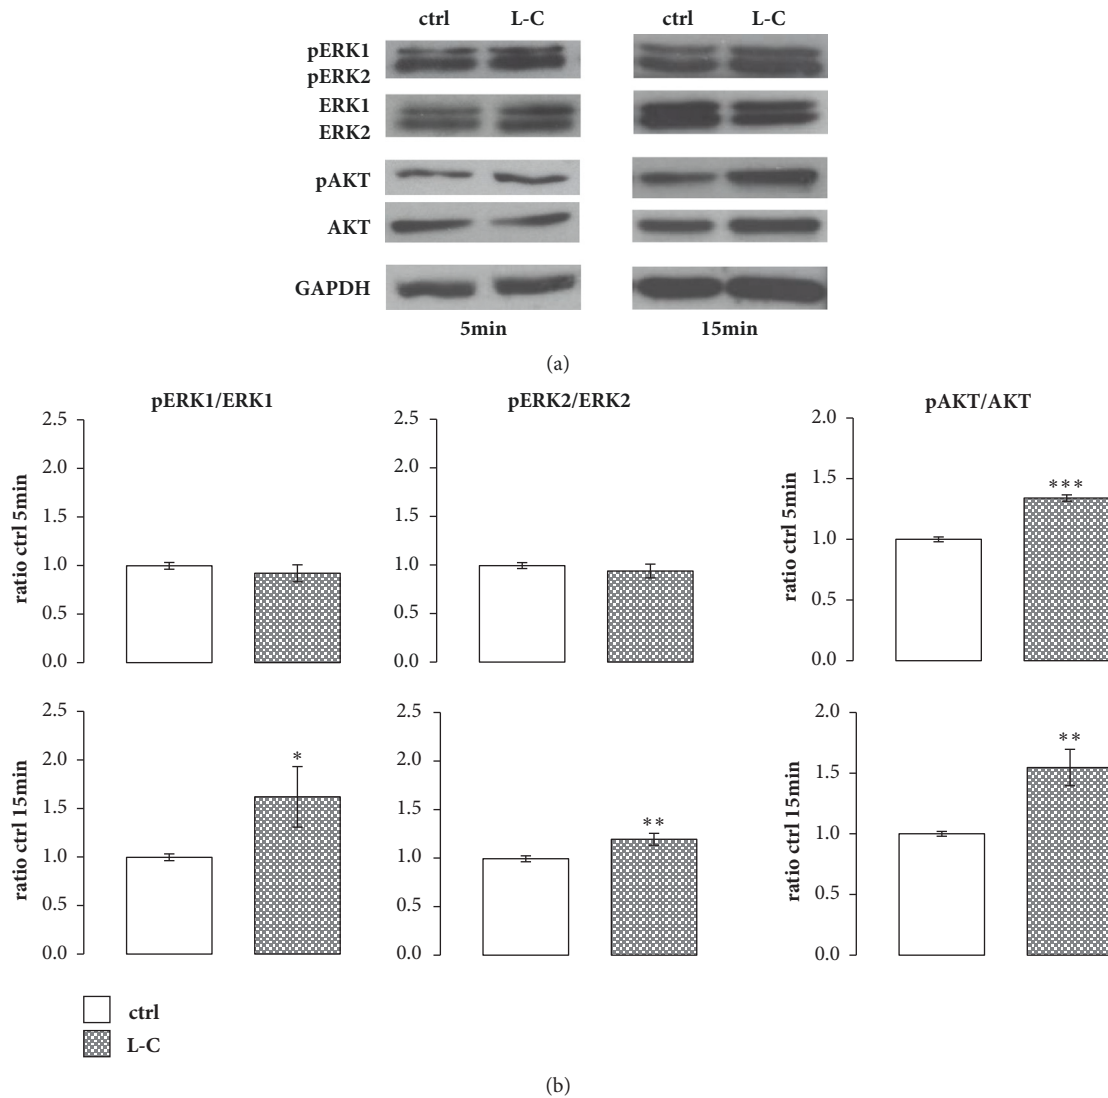 ctrl L-C ctrl L-C
pERK1
pERK2
ERK1
ERK2
pAKT
AKT
GAPDH
5min 15min
(a)
pERK1/ERK1 pERK2/ERK2 pAKT/AKT
ratio ctrl 5min
2.5
2.0
1.5
1.0
0.5
0.0
2.5
2.0
1.5
1.0
0.5
0.0
ratio ctrl 5min
2.0
1.5
1.0
0.5
0.0
***
ratio ctrl 15min
2.5
2.0
1.5
1.0
0.5
0.0
*
2.5
2.0
1.5
1.0
0.5
0.0
**
ratio ctrl 15min
2.0
1.5
1.0
0.5
0.0
**
ctrl
L-C
(b)